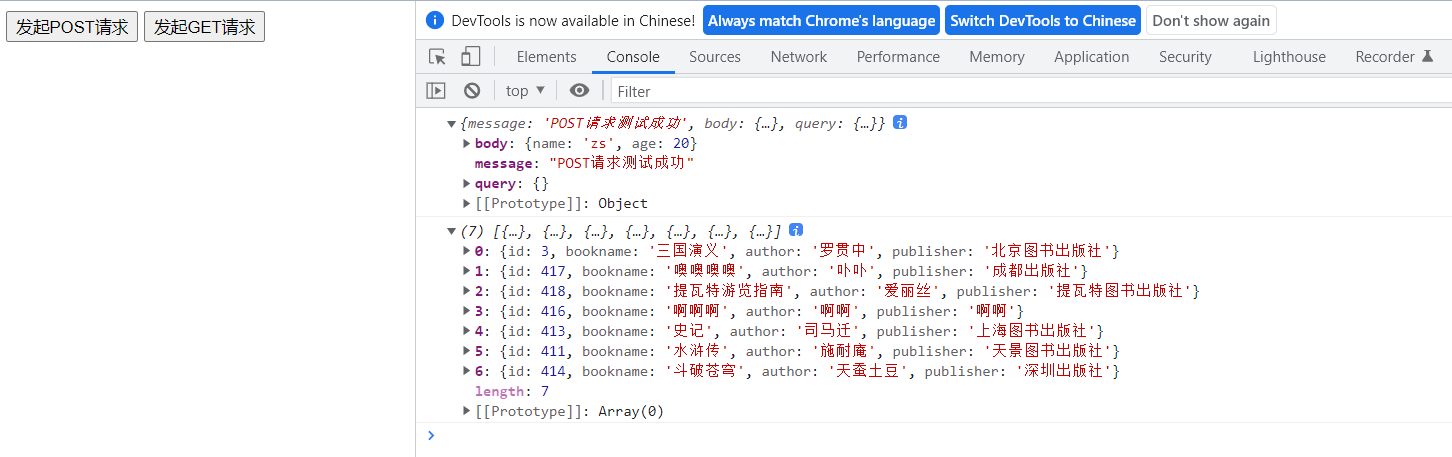 发起POST请求 发起GET请求
DevTools is now available in Chinese! Always match Chrome's language Switch DevTools to Chinese Don't show again
Elements Console Sources Network Performance Memory Application Security Lighthouse Recorder
top Filter
{message: 'POST请求测试成功', body: {…}, query: {…}}
body: {name: 'zs', age: 20}
message: "POST请求测试成功"
query: {}
[[Prototype]]: Object
(7) [{…}, {…}, {…}, {…}, {…}, {…}, {…}]
0: {id: 3, bookname: '三国演义', author: '罗贯中', publisher: '北京图书出版社'}
1: {id: 417, bookname: '噢噢噢噢', author: '卟卟', publisher: '成都出版社'}
2: {id: 418, bookname: '提瓦特游览指南', author: '爱丽丝', publisher: '提瓦特图书出版社'}
3: {id: 416, bookname: '啊啊啊', author: '啊啊', publisher: '啊啊'}
4: {id: 413, bookname: '史记', author: '司马迁', publisher: '上海图书出版社'}
5: {id: 411, bookname: '水浒传', author: '施耐庵', publisher: '天景图书出版社'}
6: {id: 414, bookname: '斗破苍穹', author: '天蚕土豆', publisher: '深圳出版社'}
length: 7
[[Prototype]]: Array(0)